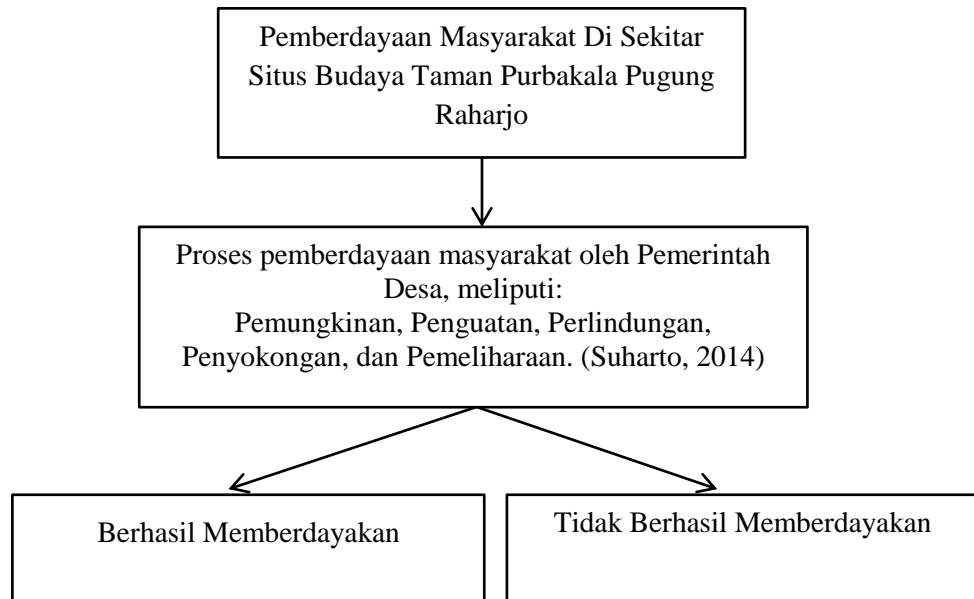 Pemberdayaan Masyarakat Di Sekitar
Situs Budaya Taman Purbakala Pugung
Raharjo
Proses pemberdayaan masyarakat oleh Pemerintah
Desa, meliputi:
Pemungkinan, Penguatan, Perlindungan,
Penyokongan, dan Pemeliharaan. (Suharto, 2014)
Berhasil Memberdayakan
Tidak Berhasil Memberdayakan